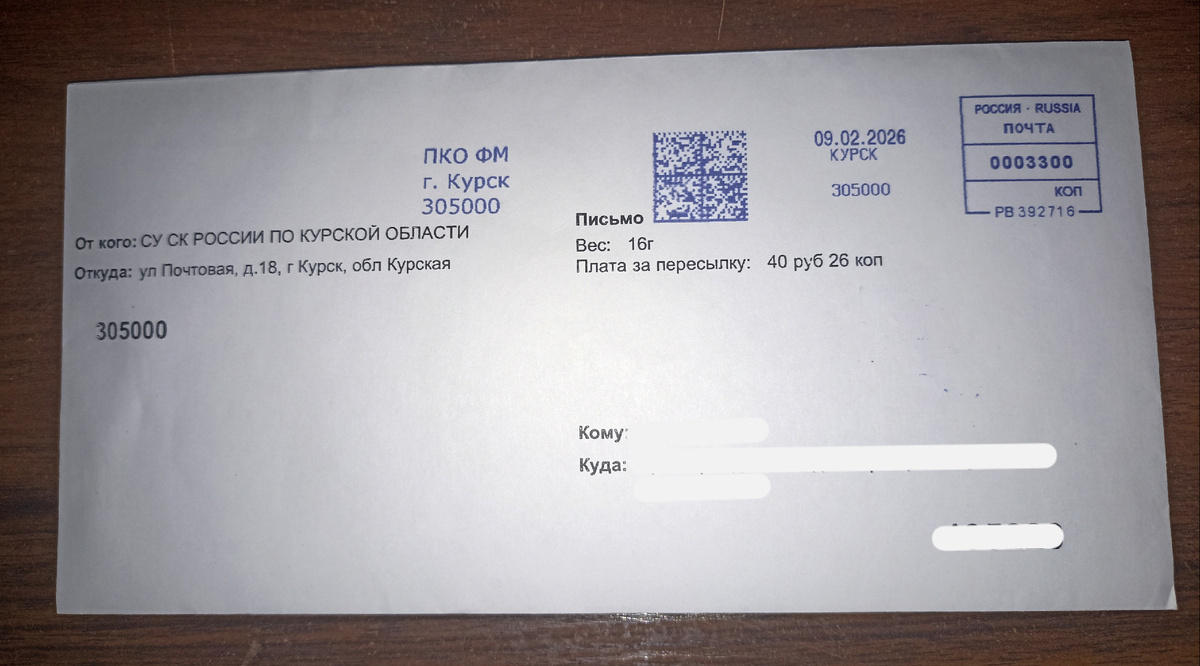 РОССИЯ · RUSSIA
ПОЧТА
0003300
КОП
РВ 392716
09.02.2026
КУРСК
305000
ПКО ФМ
г. Курск
305000
Письмо
Вес: 16г
Плата за пересылку: 40 руб 26 коп
От кого: СУ СК РОССИИ ПО КУРСКОЙ ОБЛАСТИ
Откуда: ул Почтовая, д.18, г Курск, обл Курская
305000
Кому:
Куда: